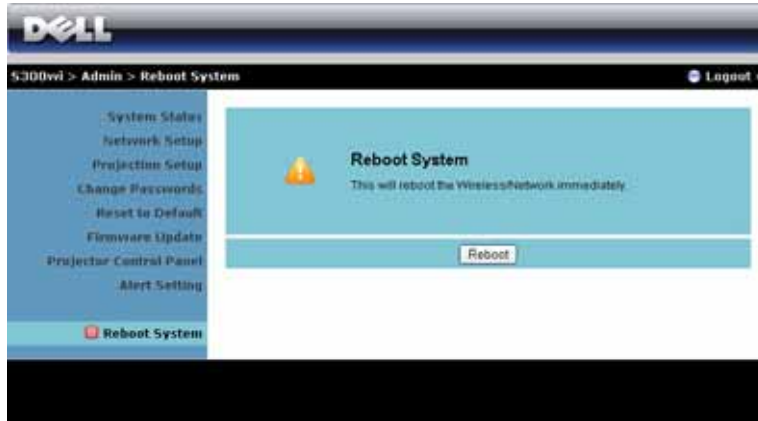 DELL
S300wi > Admin > Reboot System
Logout
System Status
Network Setup
Projection Setup
Change Passwords
Reset to Default
Firmware Update
Projector Control Panel
Alert Setting
Reboot System
Reboot System
This will reboot the Wireless/Network immediately.
Reboot